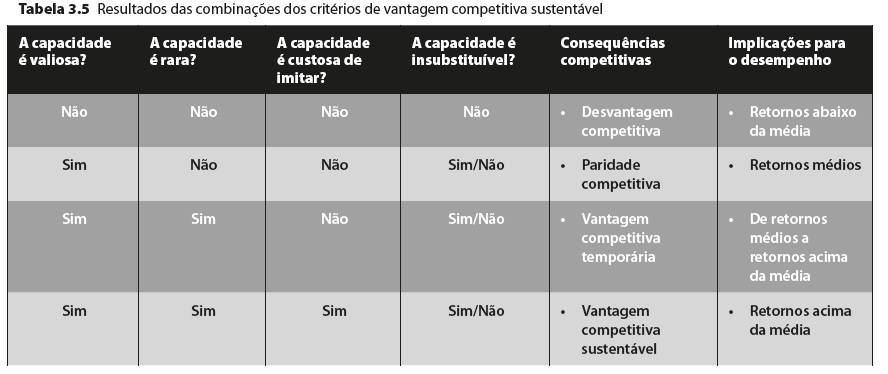 Tabela 3.5 Resultados das combinações dos critérios de vantagem competitiva sustentável
A capacidade é valiosa? | A capacidade é rara? | A capacidade é custosa de imitar? | A capacidade é insubstituível? | Consequências competitivas | Implicações para o desempenho
Não | Não | Não | Não | • Desvantagem competitiva | • Retornos abaixo da média
Sim | Não | Não | Sim/Não | • Paridade competitiva | • Retornos médios
Sim | Sim | Não | Sim/Não | • Vantagem competitiva temporária | • De retornos médios a retornos acima da média
Sim | Sim | Sim | Sim/Não | • Vantagem competitiva sustentável | • Retornos acima da média